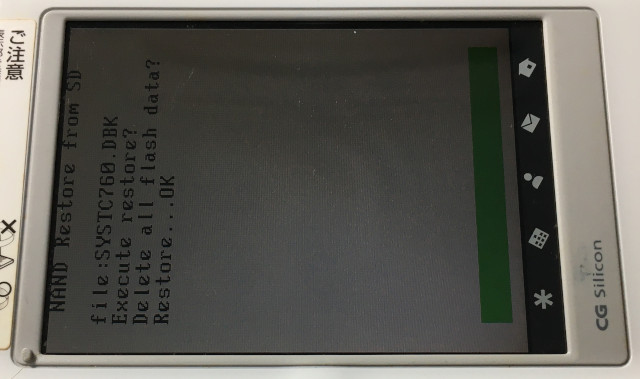 NAND Restore from SD
file:SYSTC760.DBK
Execute restore?
Delete all flash data?
Restore...OK
CG Silicon
ご注意